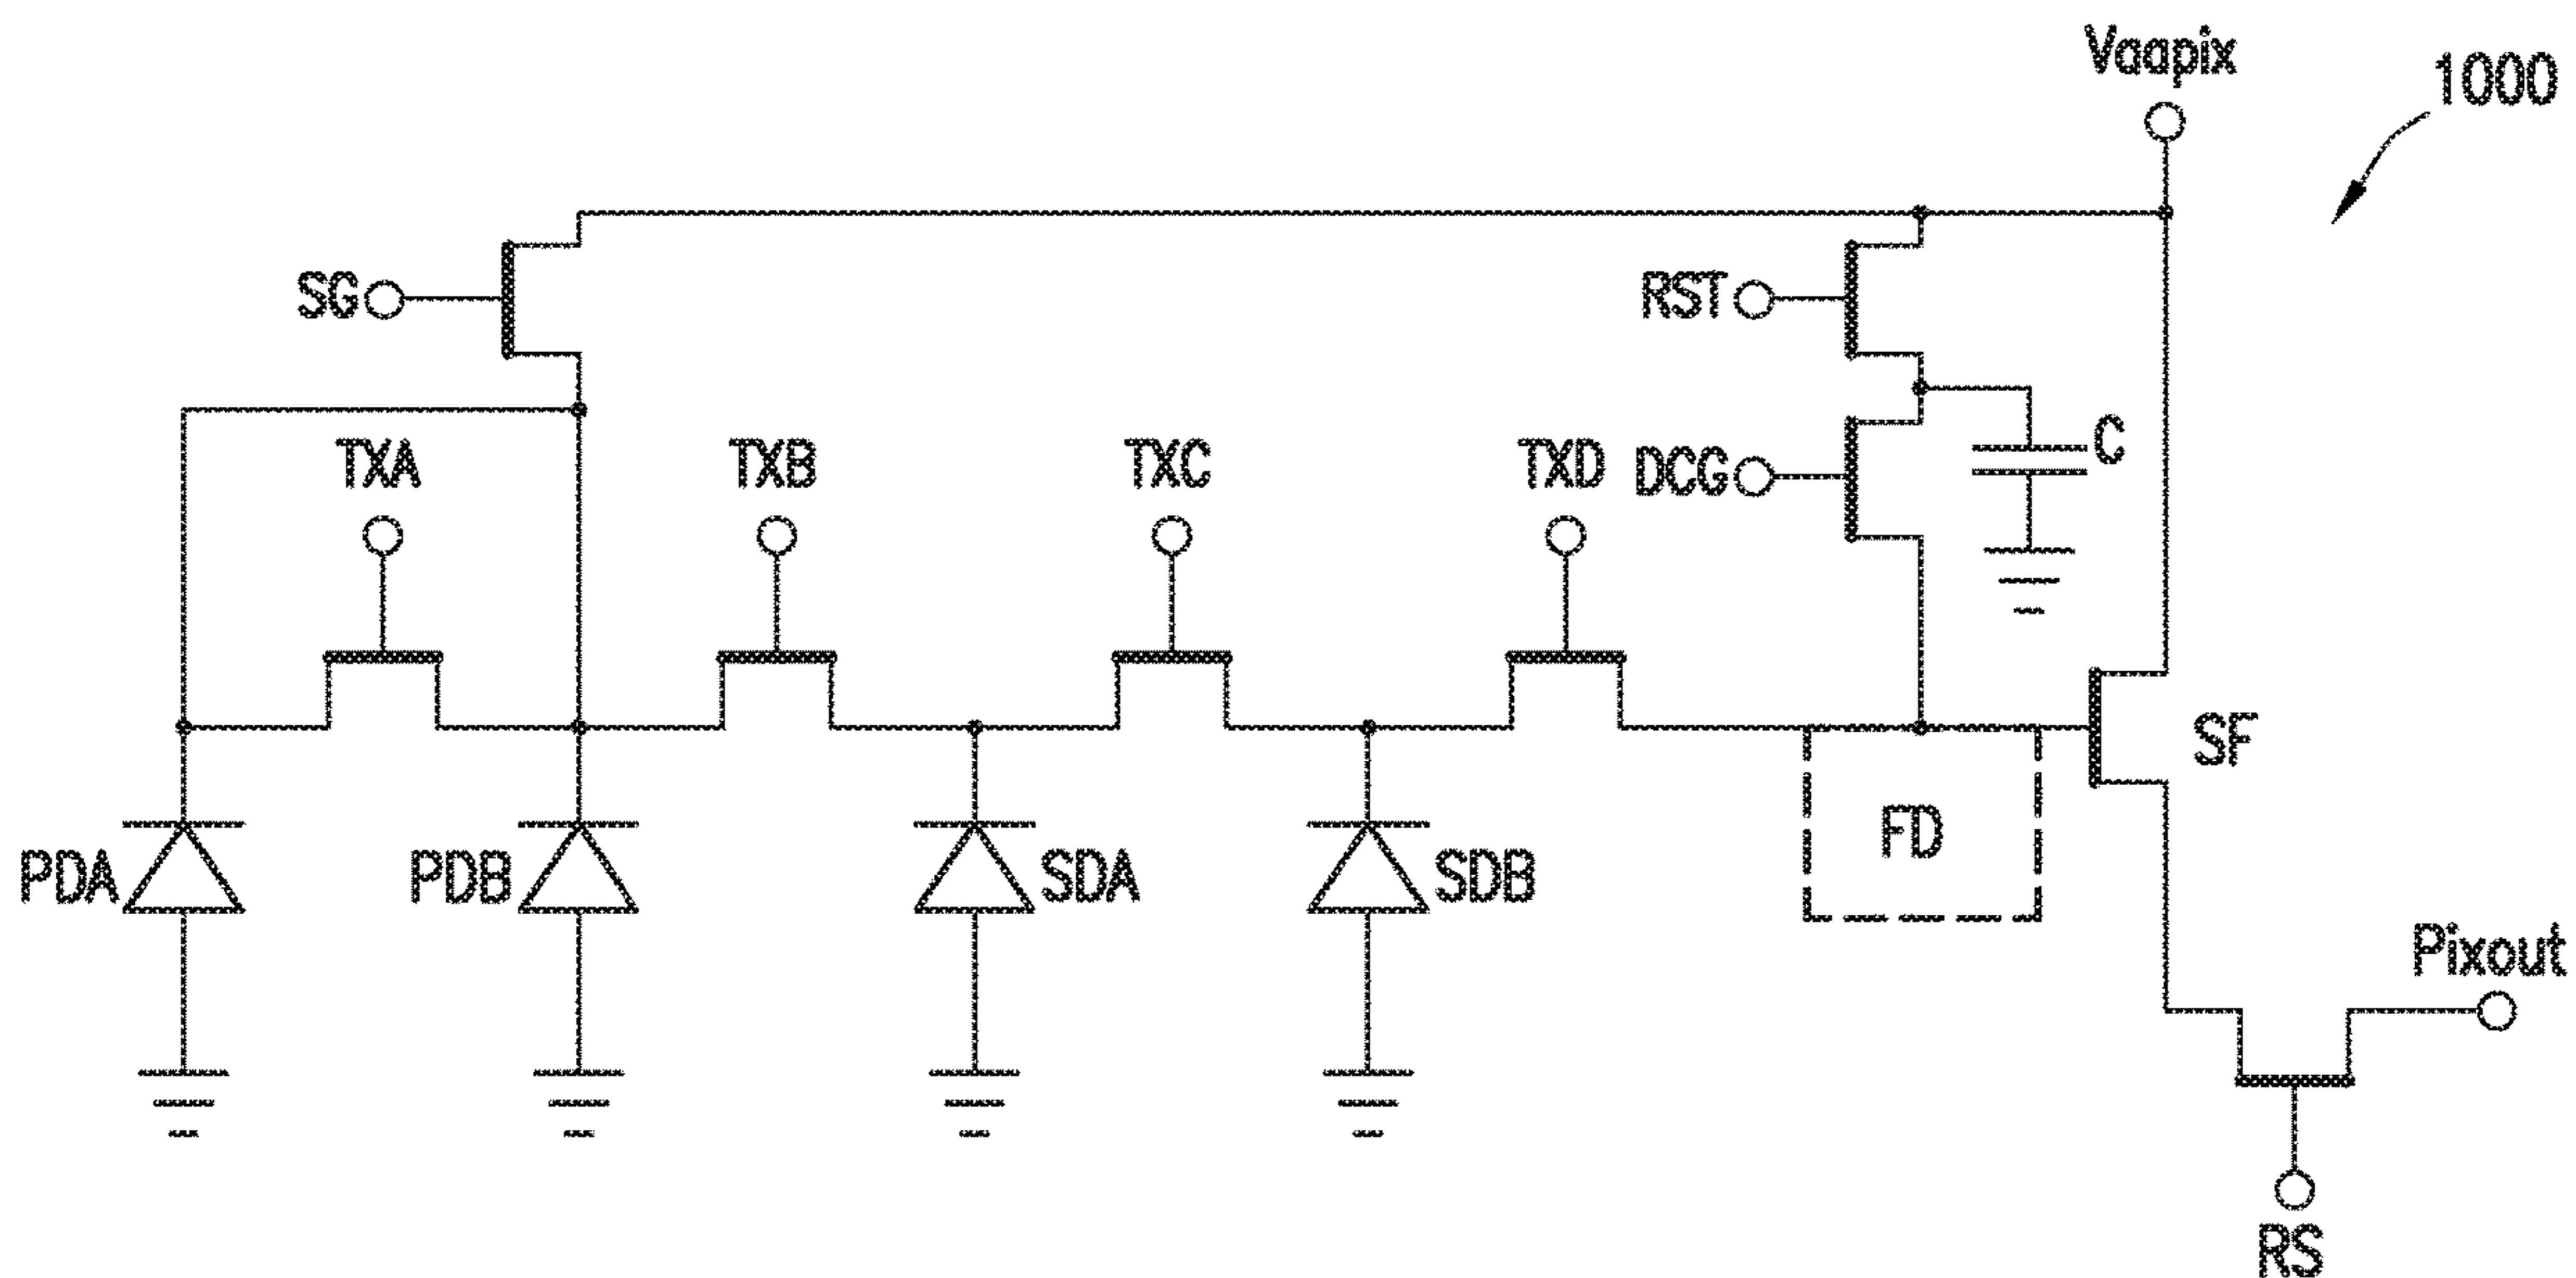 Vaapix
1000
SG
RST
TXA
TXB
TXC
TXD
DCG
C
SF
FD
PDA
PDB
SDA
SDB
Pixout
RS